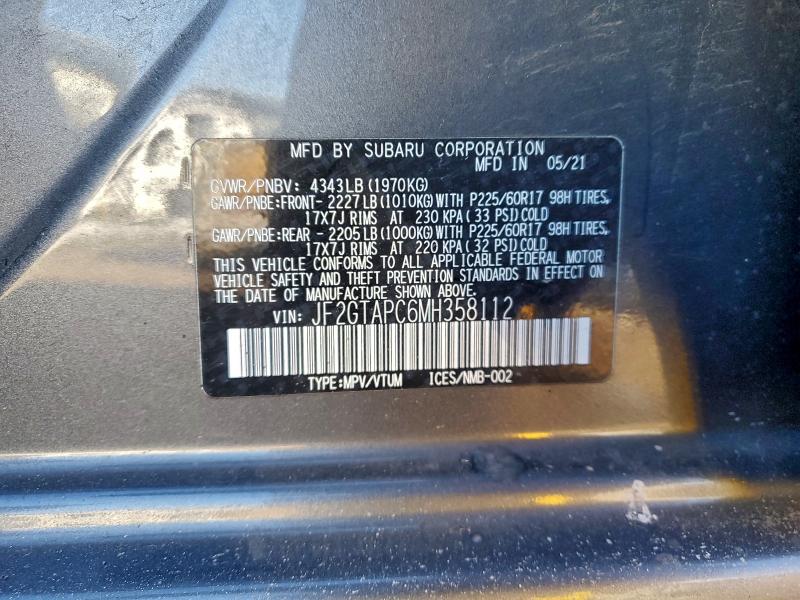 MFD BY SUBARU CORPORATION
MFD IN 05/21
GVWR/PNBV: 4343LB (1970KG)
GAWR/PNBE:FRONT- 2227LB (1010KG) WITH P225/60R17 98H TIRES,
17X7J RIMS AT 230 KPA (33 PSI) COLD
GAWR/PNBE:REAR - 2205LB (1000KG) WITH P225/60R17 98H TIRES,
17X7J RIMS AT 220 KPA (32 PSI) COLD
THIS VEHICLE CONFORMS TO ALL APPLICABLE FEDERAL MOTOR
VEHICLE SAFETY AND THEFT PREVENTION STANDARDS IN EFFECT ON
THE DATE OF MANUFACTURE SHOWN ABOVE.
VIN: JF2GTAPC6MH358112
TYPE:MPV/VTUM ICES/NMB-002